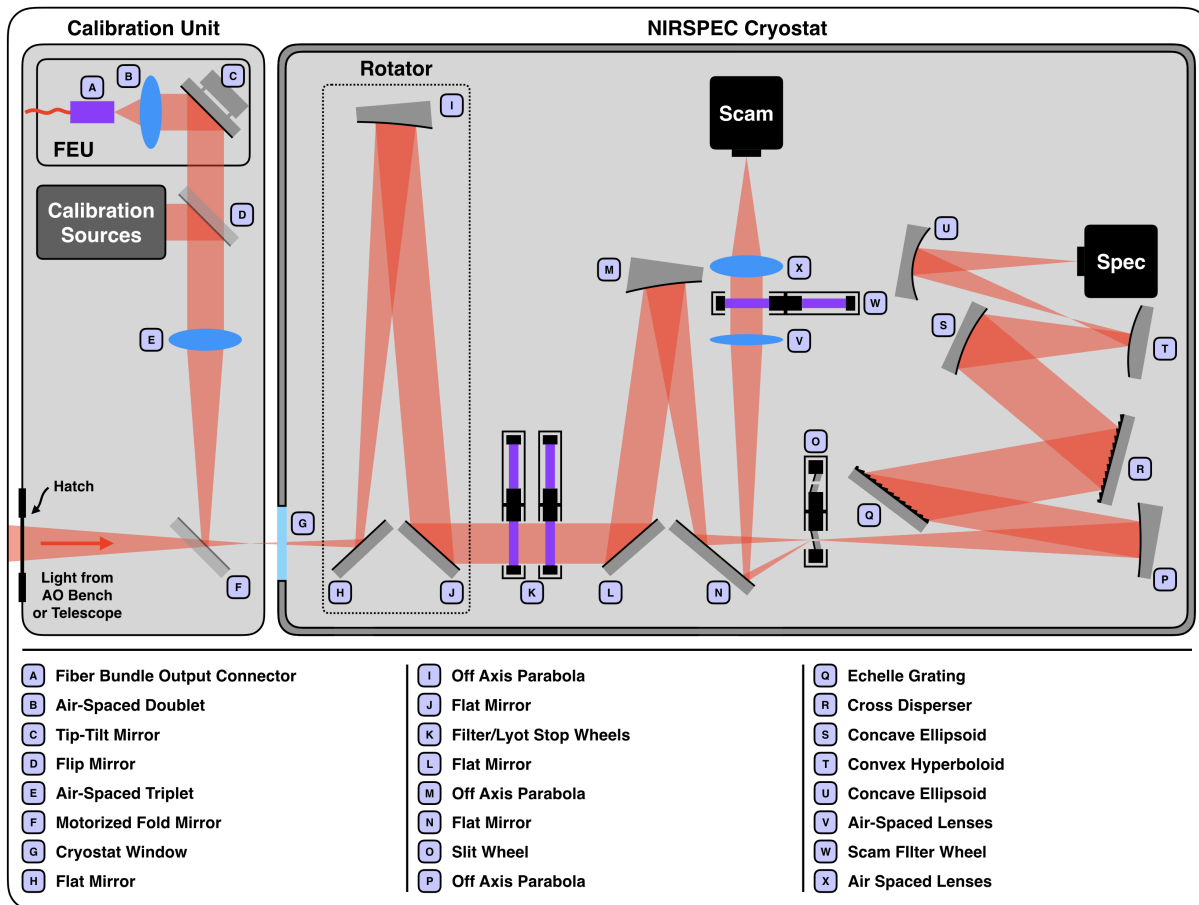 Calibration Unit
NIRSPEC Cryostat
A
B
C
FEU
Calibration
Sources
D
E
Hatch
Light from
AO Bench
or Telescope
F
G
Rotator
I
H
J
K
L
M
N
Scam
X
W
V
O
U
Spec
S
T
R
Q
P
A Fiber Bundle Output Connector
B Air-Spaced Doublet
C Tip-Tilt Mirror
D Flip Mirror
E Air-Spaced Triplet
F Motorized Fold Mirror
G Cryostat Window
H Flat Mirror
I Off Axis Parabola
J Flat Mirror
K Filter/Lyot Stop Wheels
L Flat Mirror
M Off Axis Parabola
N Flat Mirror
O Slit Wheel
P Off Axis Parabola
Q Echelle Grating
R Cross Disperser
S Concave Ellipsoid
T Convex Hyperboloid
U Concave Ellipsoid
V Air-Spaced Lenses
W Scam FIlter Wheel
X Air Spaced Lenses